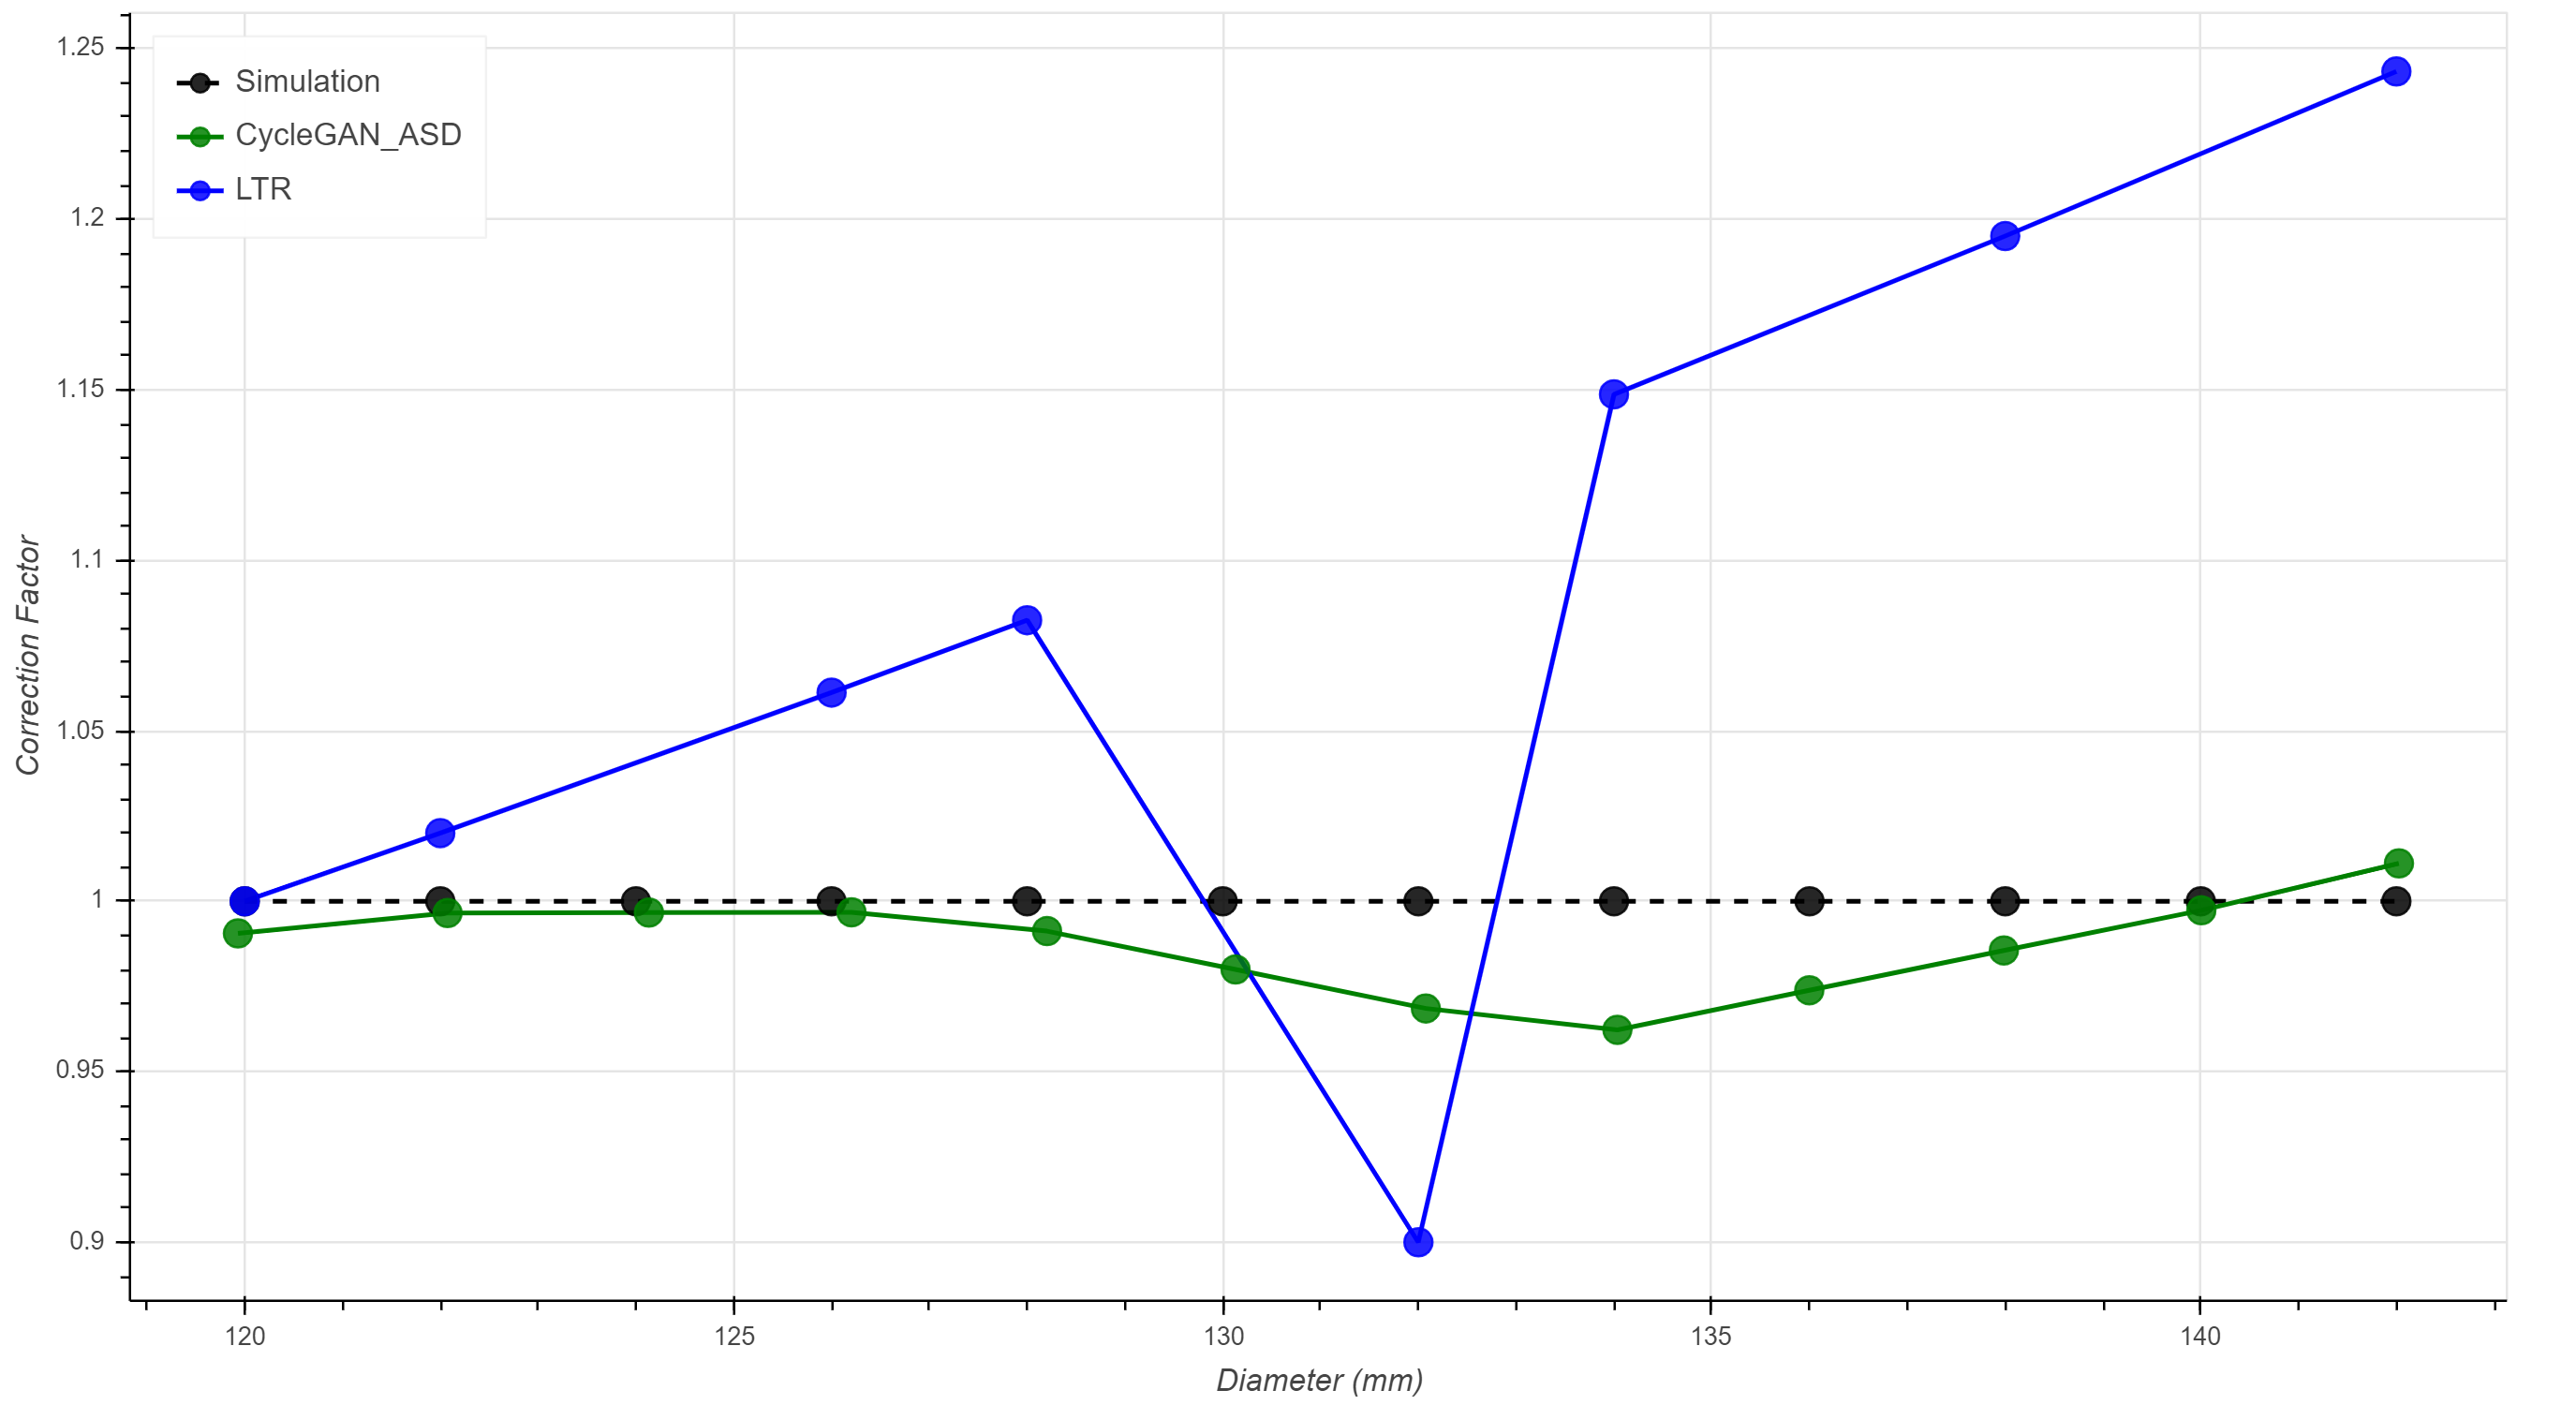 Simulation
CycleGAN_ASD
LTR
1.25
1.2
1.15
1.1
1.05
1
0.95
0.9
Correction Factor
120 125 130 135 140
Diameter (mm)